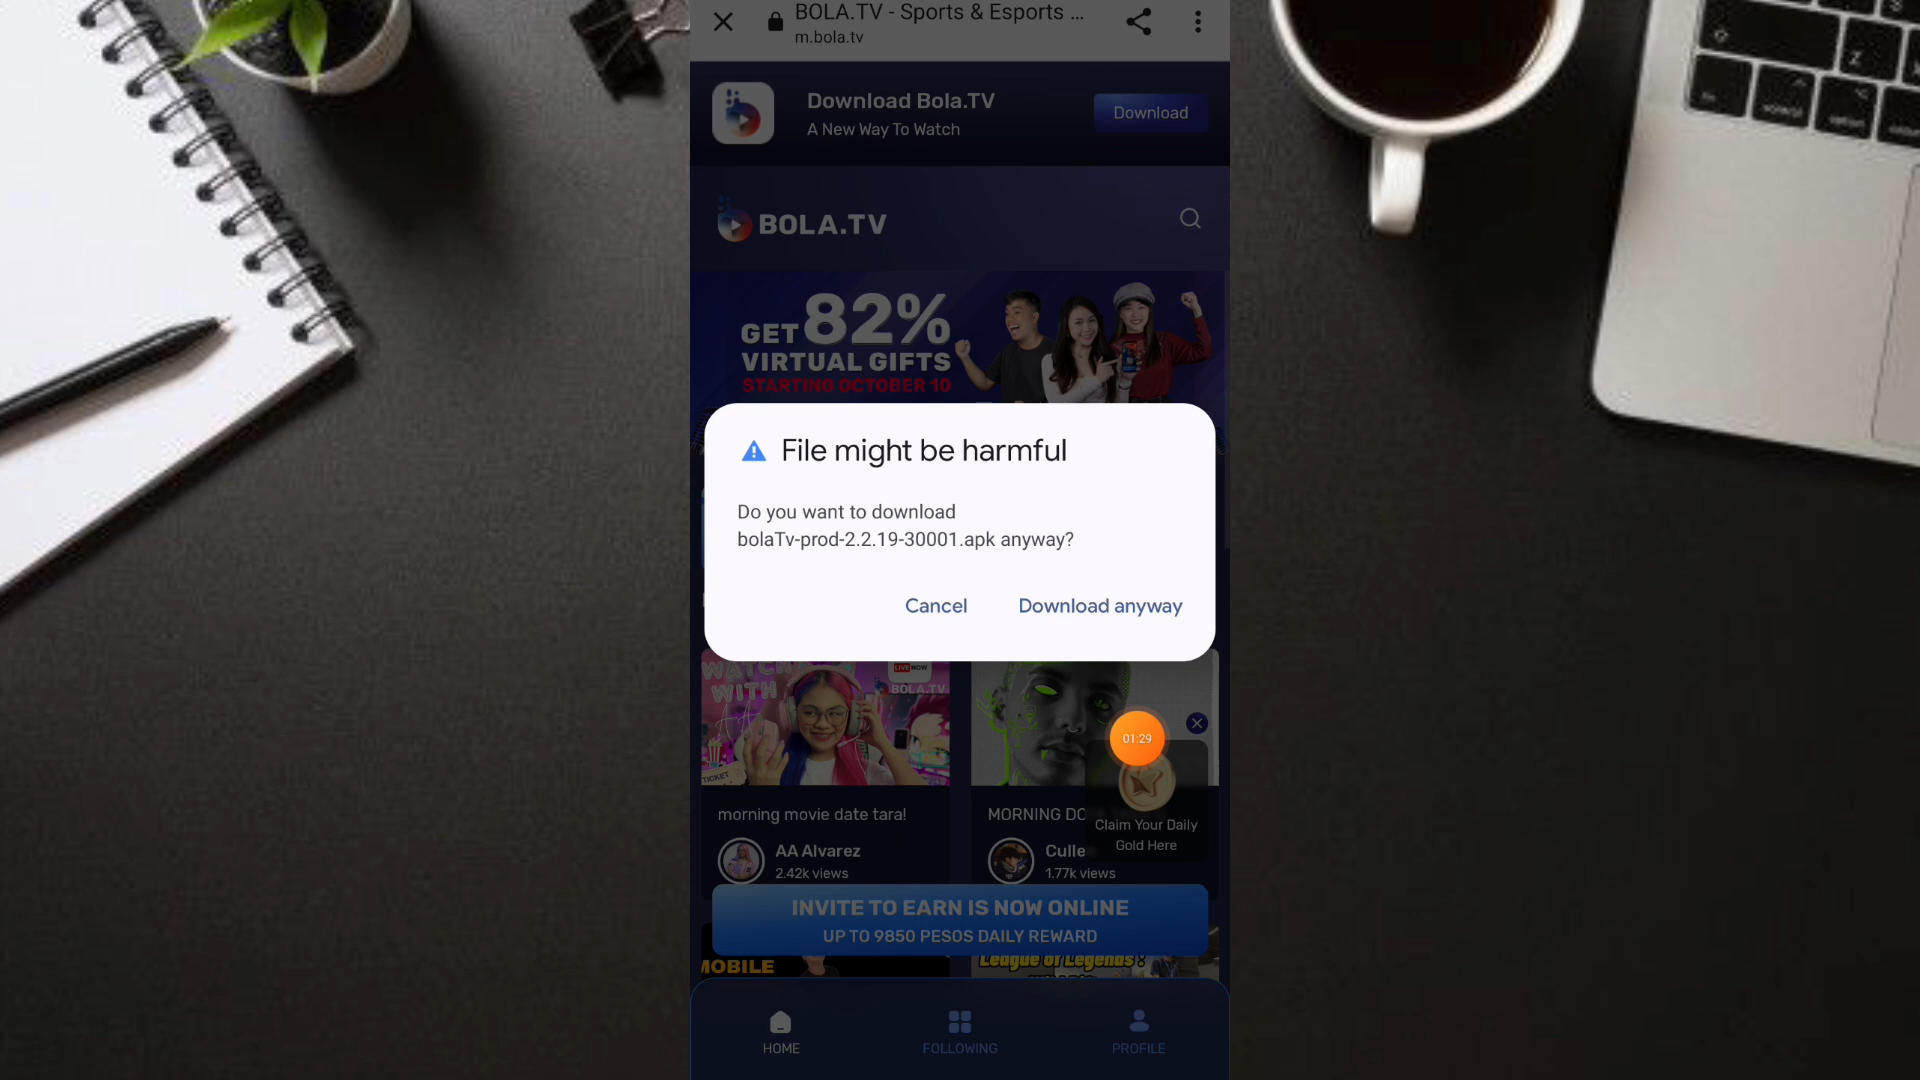 BOLA.TV - Sports & Esports ...
m.bola.tv
Download Bola.TV
A New Way To Watch
Download
BOLA.TV
GET 82%
VIRTUAL GIFTS
STARTING OCTOBER 10
File might be harmful
Do you want to download
bolaTv-prod-2.2.19-30001.apk anyway?
Cancel
Download anyway
WATCH
WITH
LIVE NOW
BOLA.TV
TICKET
01:29
Claim Your Daily
Gold Here
morning movie date tara!
AA Alvarez
2.42k views
MORNING
Culle
1.77k views
INVITE TO EARN IS NOW ONLINE
UP TO 9850 PESOS DAILY REWARD
MOBILE
League of Legends!
HOME
FOLLOWING
PROFILE
Z
control
option